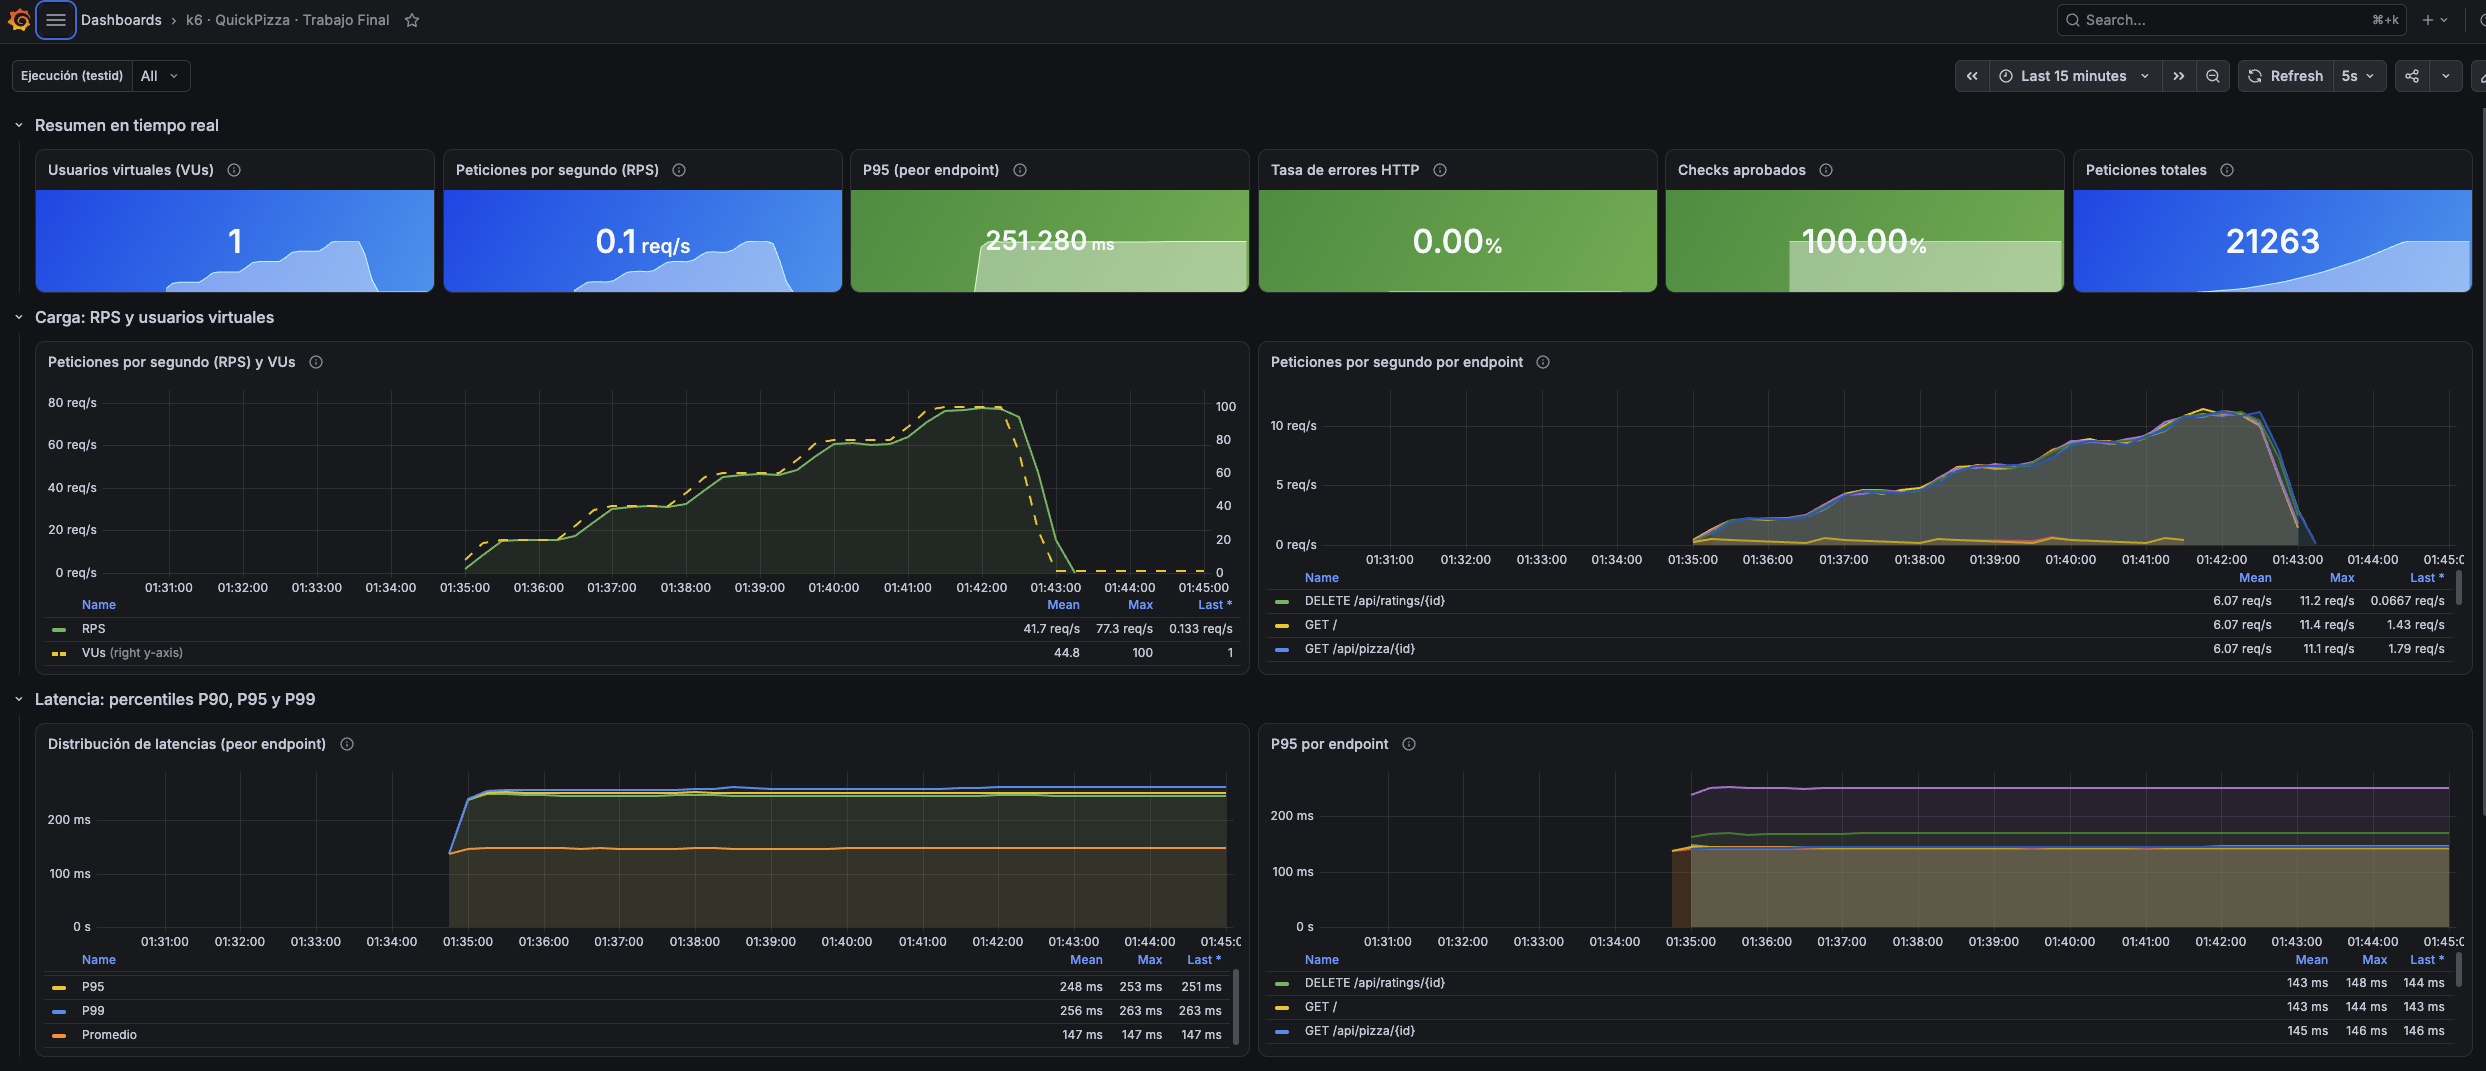 Dashboards › k6 · QuickPizza · Trabajo Final
Search... ⌘+k
Ejecución (testid) All
Last 15 minutes Refresh 5s
Resumen en tiempo real
Usuarios virtuales (VUs)
1
Peticiones por segundo (RPS)
0.1 req/s
P95 (peor endpoint)
251.280 ms
Tasa de errores HTTP
0.00%
Checks aprobados
100.00%
Peticiones totales
21263
Carga: RPS y usuarios virtuales
Peticiones por segundo (RPS) y VUs
80 req/s
60 req/s
40 req/s
20 req/s
0 req/s
100
80
60
40
20
0
01:31:00 01:32:00 01:33:00 01:34:00 01:35:00 01:36:00 01:37:00 01:38:00 01:39:00 01:40:00 01:41:00 01:42:00 01:43:00 01:44:00 01:45:00
Name Mean Max Last *
RPS 41.7 req/s 77.3 req/s 0.133 req/s
VUs (right y-axis) 44.8 100 1
Peticiones por segundo por endpoint
10 req/s
5 req/s
0 req/s
01:31:00 01:32:00 01:33:00 01:34:00 01:35:00 01:36:00 01:37:00 01:38:00 01:39:00 01:40:00 01:41:00 01:42:00 01:43:00 01:44:00 01:45:0
Name Mean Max Last *
DELETE /api/ratings/{id} 6.07 req/s 11.2 req/s 0.0667 req/s
GET / 6.07 req/s 11.4 req/s 1.43 req/s
GET /api/pizza/{id} 6.07 req/s 11.1 req/s 1.79 req/s
Latencia: percentiles P90, P95 y P99
Distribución de latencias (peor endpoint)
200 ms
100 ms
0 s
01:31:00 01:32:00 01:33:00 01:34:00 01:35:00 01:36:00 01:37:00 01:38:00 01:39:00 01:40:00 01:41:00 01:42:00 01:43:00 01:44:00 01:45:0
Name Mean Max Last *
P95 248 ms 253 ms 251 ms
P99 256 ms 263 ms 263 ms
Promedio 147 ms 147 ms 147 ms
P95 por endpoint
200 ms
100 ms
0 s
01:31:00 01:32:00 01:33:00 01:34:00 01:35:00 01:36:00 01:37:00 01:38:00 01:39:00 01:40:00 01:41:00 01:42:00 01:43:00 01:44:00 01:45:0
Name Mean Max Last *
DELETE /api/ratings/{id} 143 ms 148 ms 144 ms
GET / 143 ms 144 ms 143 ms
GET /api/pizza/{id} 145 ms 146 ms 146 ms